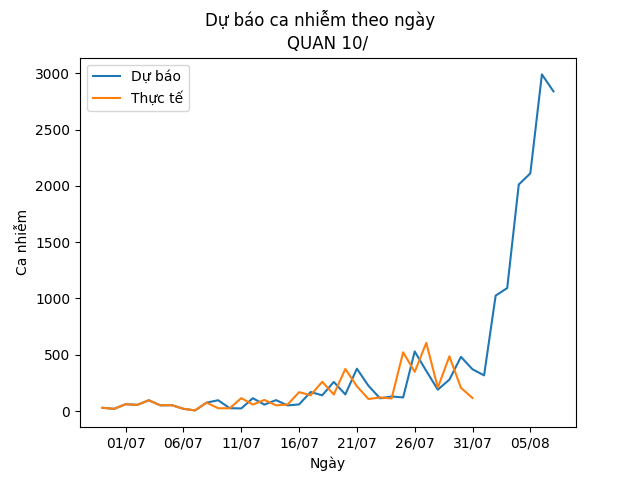 Dự báo ca nhiễm theo ngày
QUAN 10/
Dự báo
Thực tế
3000
2500
2000
1500
1000
500
0
Ca nhiễm
01/07 06/07 11/07 16/07 21/07 26/07 31/07 05/08
Ngày